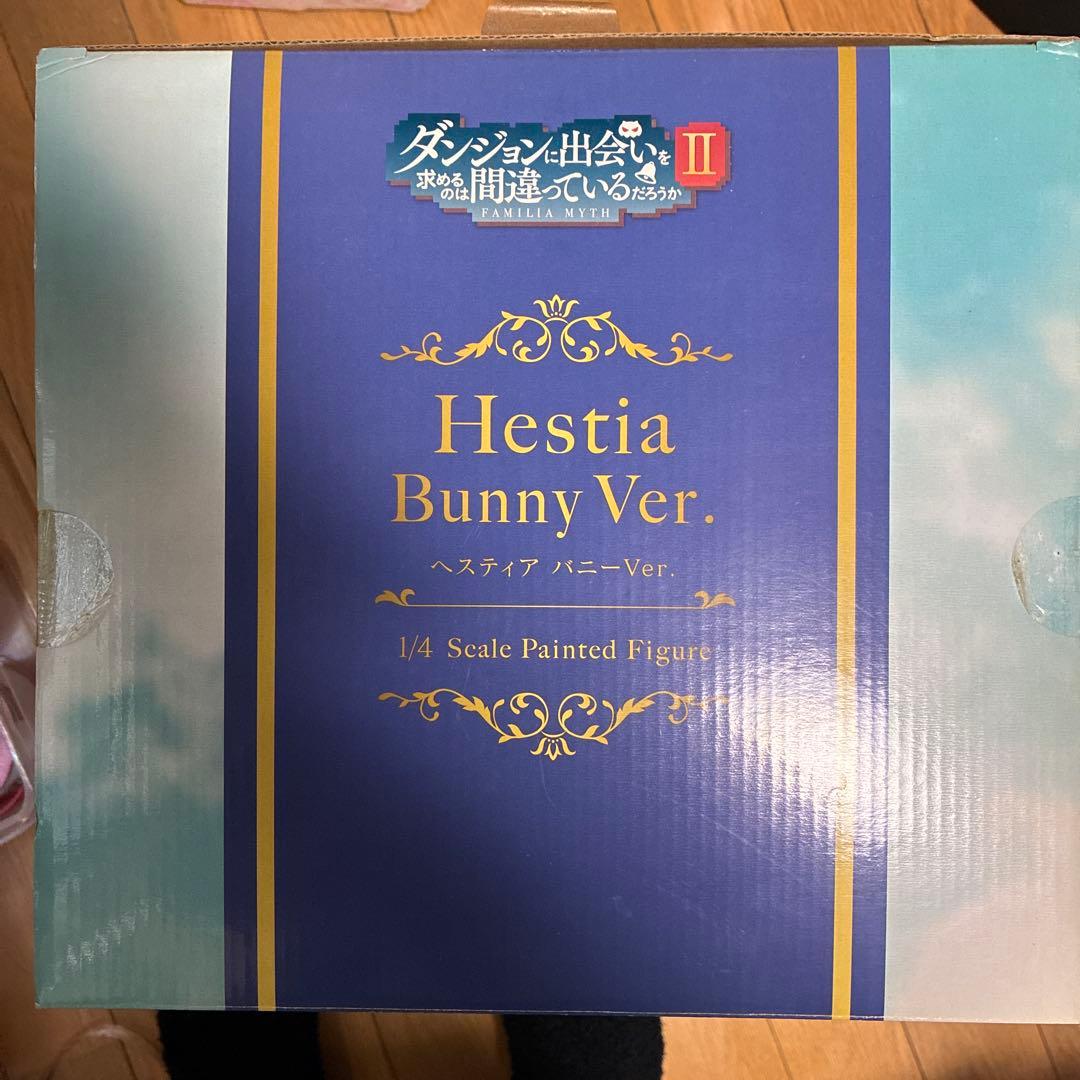 ダンジョンに出会いを
求めるのは間違っているだろうか
II
FAMILIA MYTH
Hestia
Bunny Ver.
ヘスティア バニーVer.
1/4 Scale Painted Figure